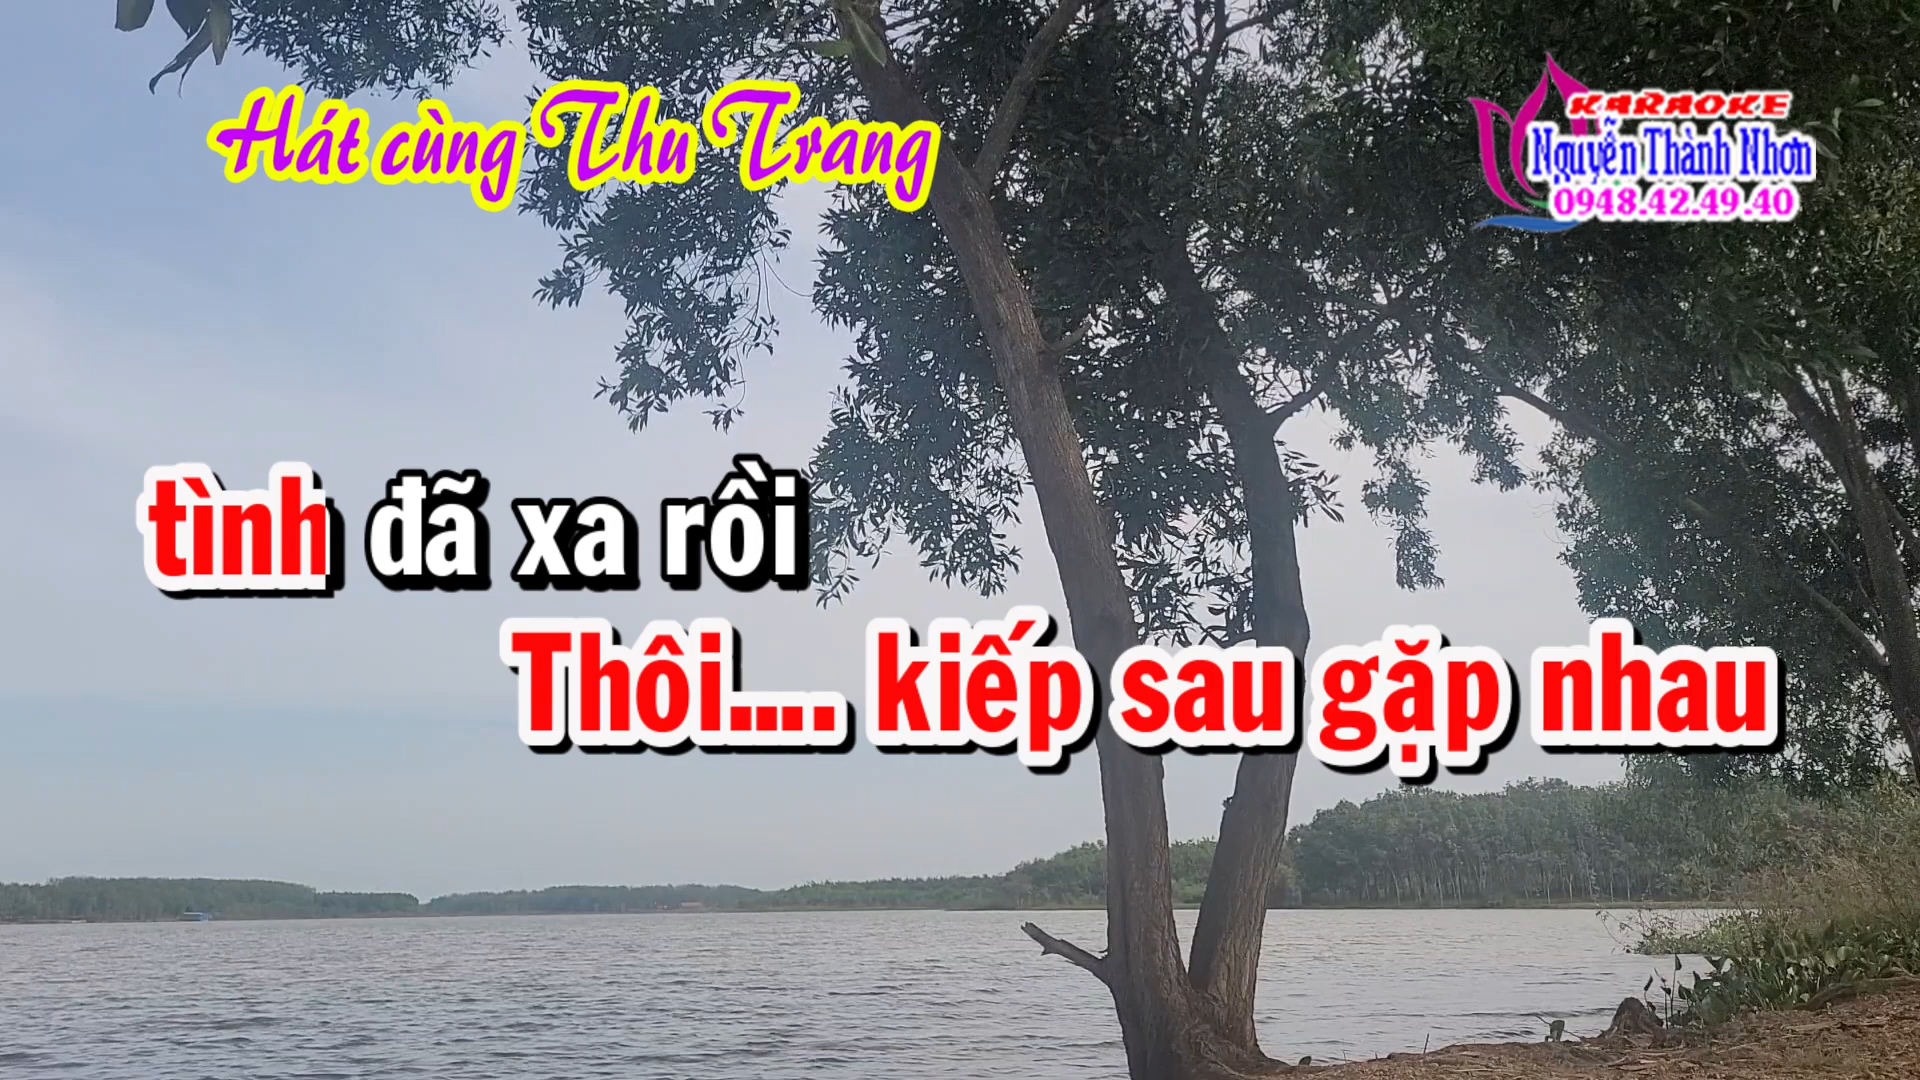 Hát cùng Thu Trang
KARAOKE
Nguyễn Thành Nhơn
0948.42.49.40
tình đã xa rồi
Thôi.... kiếp sau gặp nhau